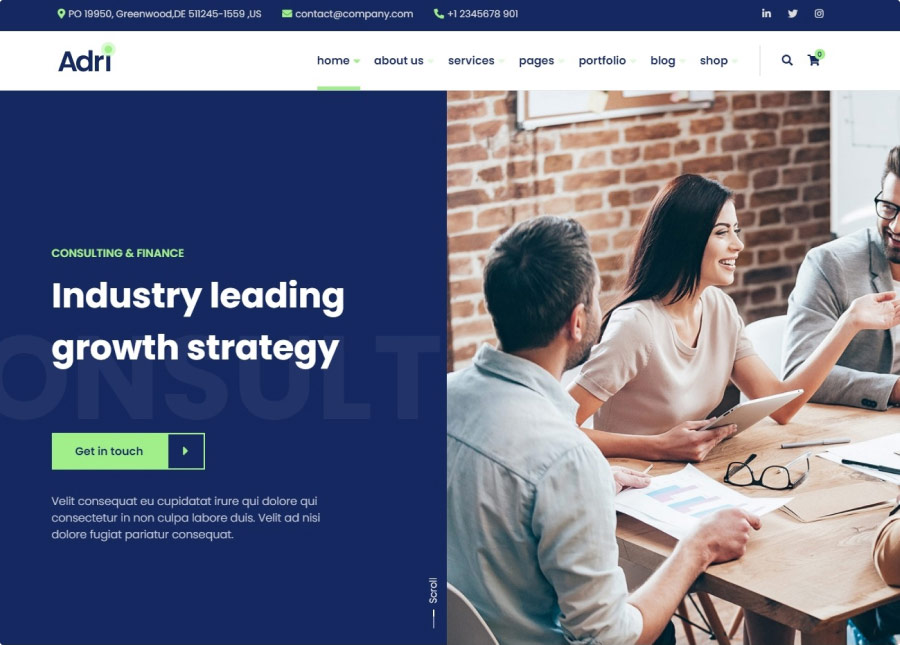 PO 19950, Greenwood,DE 511245-1559 ,US
contact@company.com
+1 2345678 901
Adri
home
about us
services
pages
portfolio
blog
shop
0
CONSULTING & FINANCE
Industry leading
growth strategy
ONSULT
Get in touch
Velit consequat eu cupidatat irure qui dolore qui
consectetur in non culpa labore duis. Velit ad nisi
dolore fugiat pariatur consequat.
Scroll